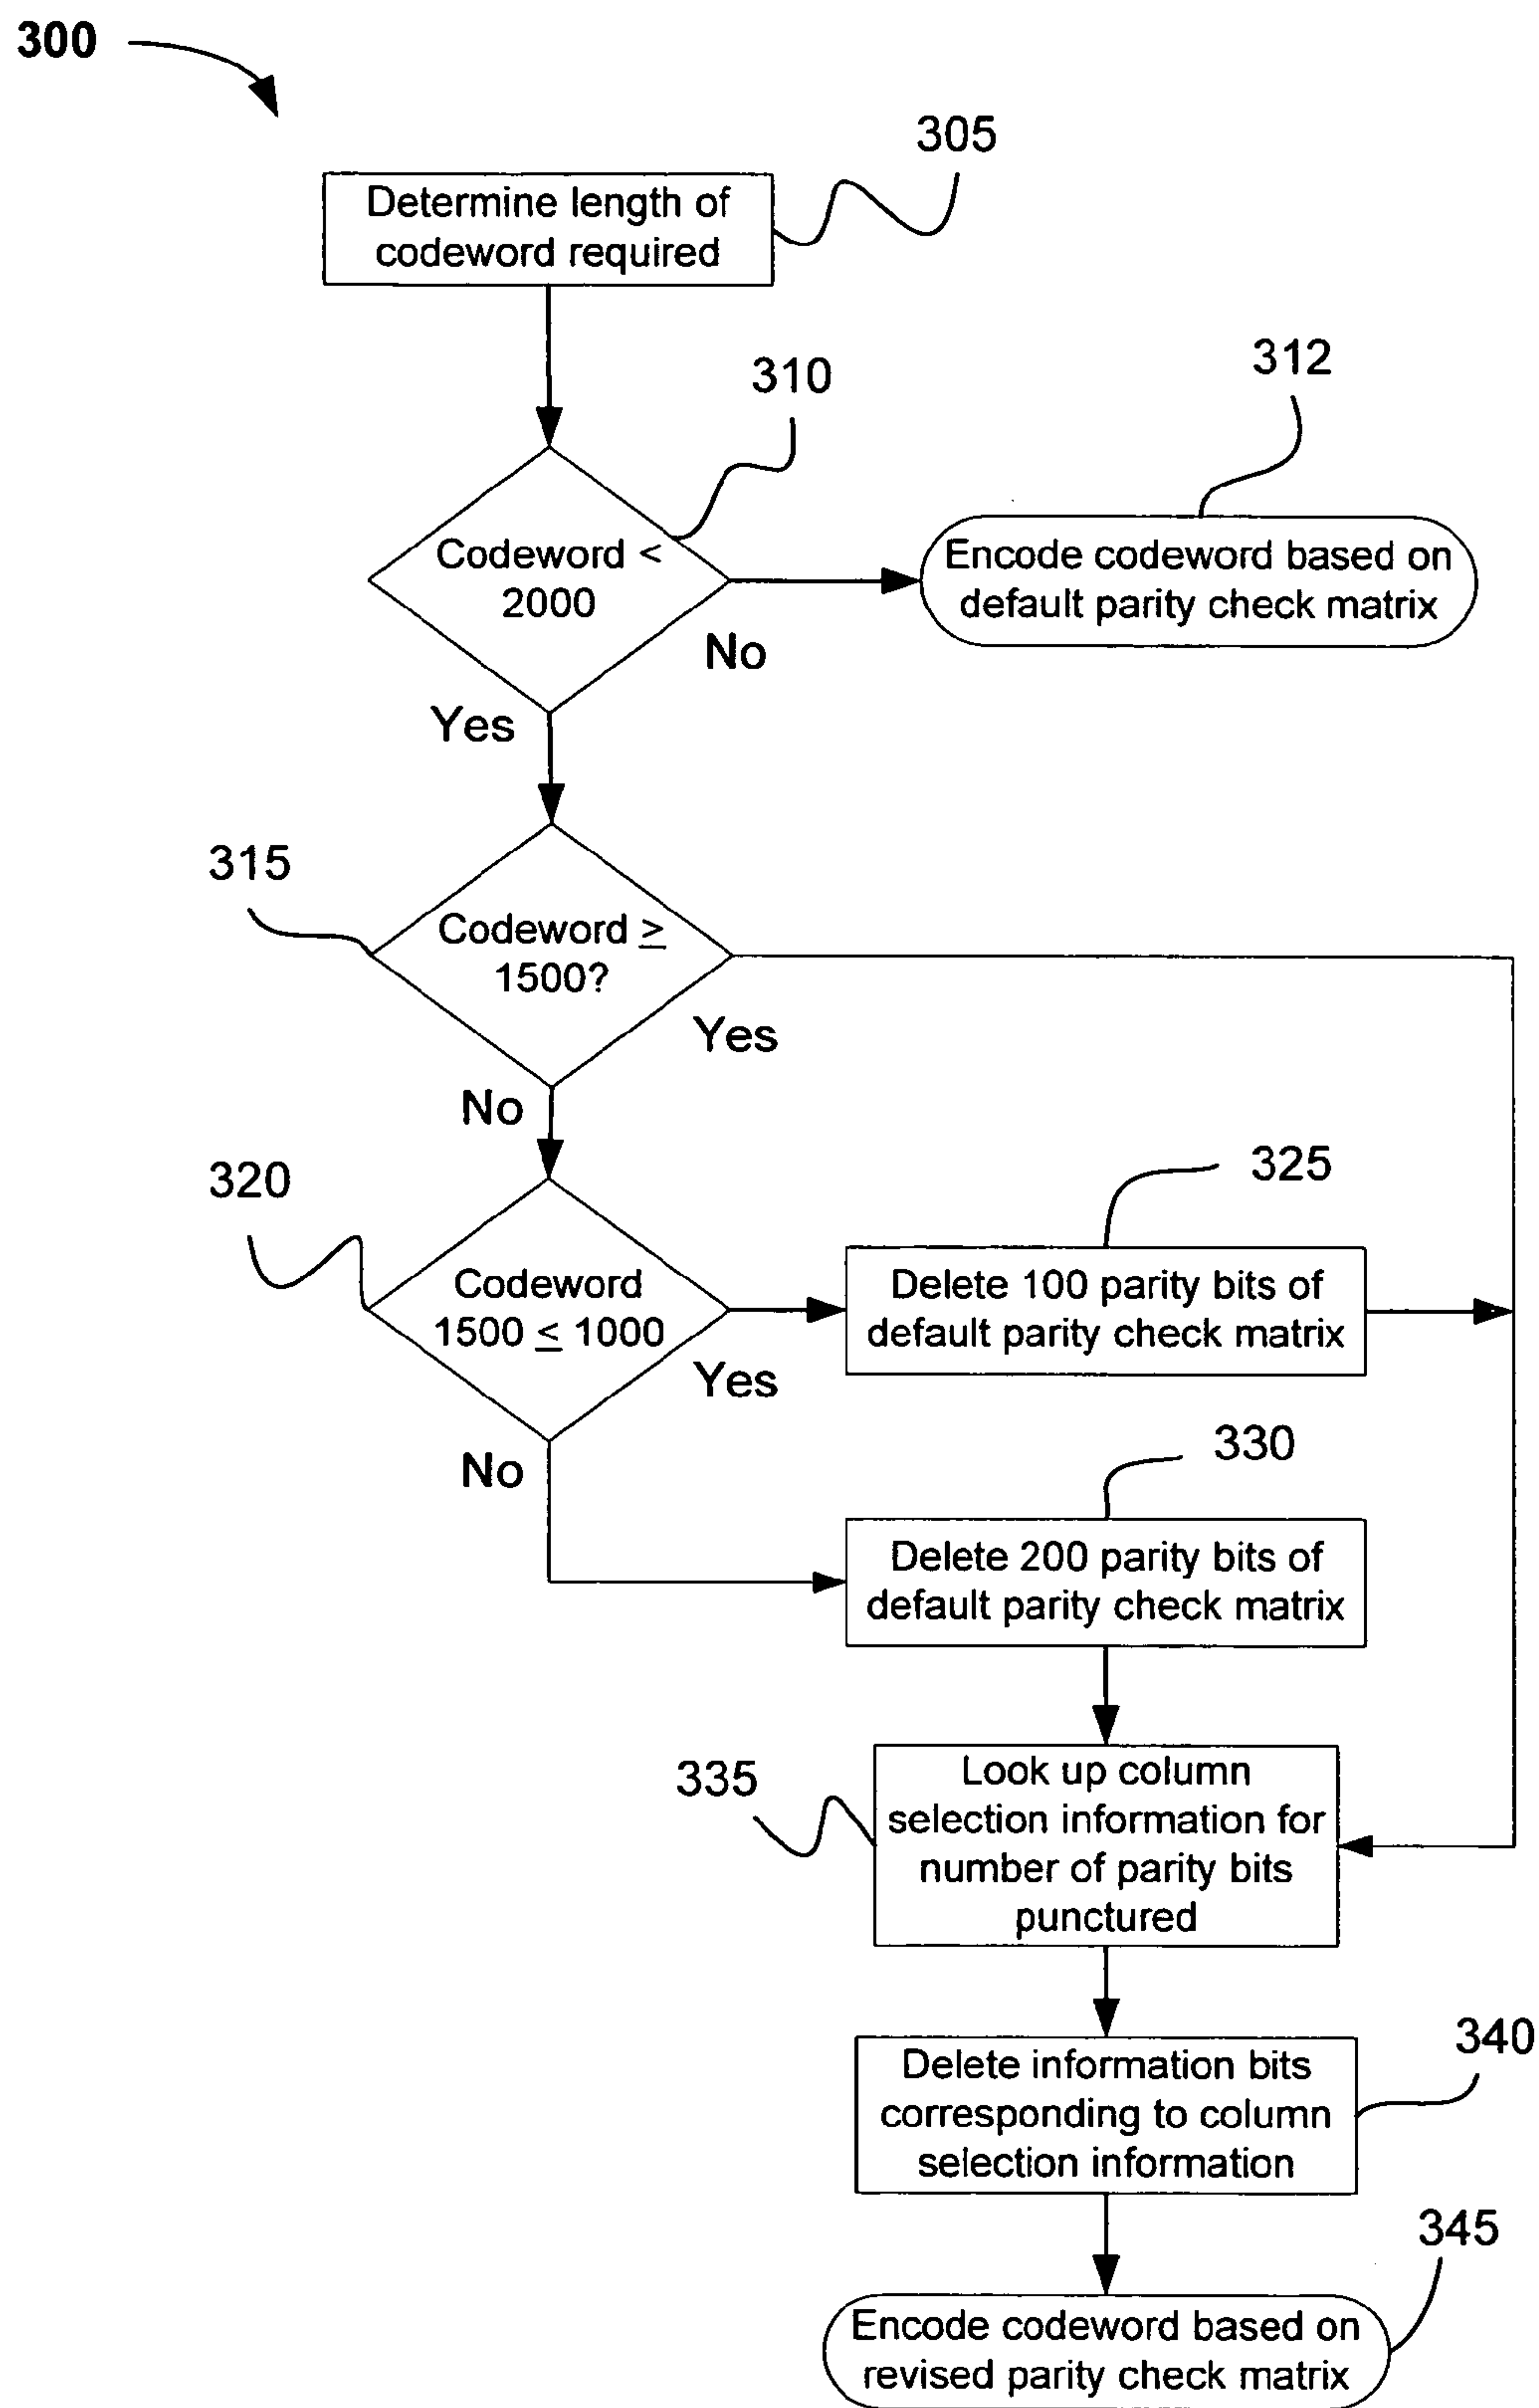 300
305
Determine length of
codeword required
310
312
Codeword <
2000
Encode codeword based on
default parity check matrix
No
Yes
315
Codeword ≥
1500?
Yes
No
320
325
Codeword
1500 ≤ 1000
Delete 100 parity bits of
default parity check matrix
Yes
No
330
Delete 200 parity bits of
default parity check matrix
335
Look up column
selection information for
number of parity bits
punctured
340
Delete information bits
corresponding to column
selection information
345
Encode codeword based on
revised parity check matrix